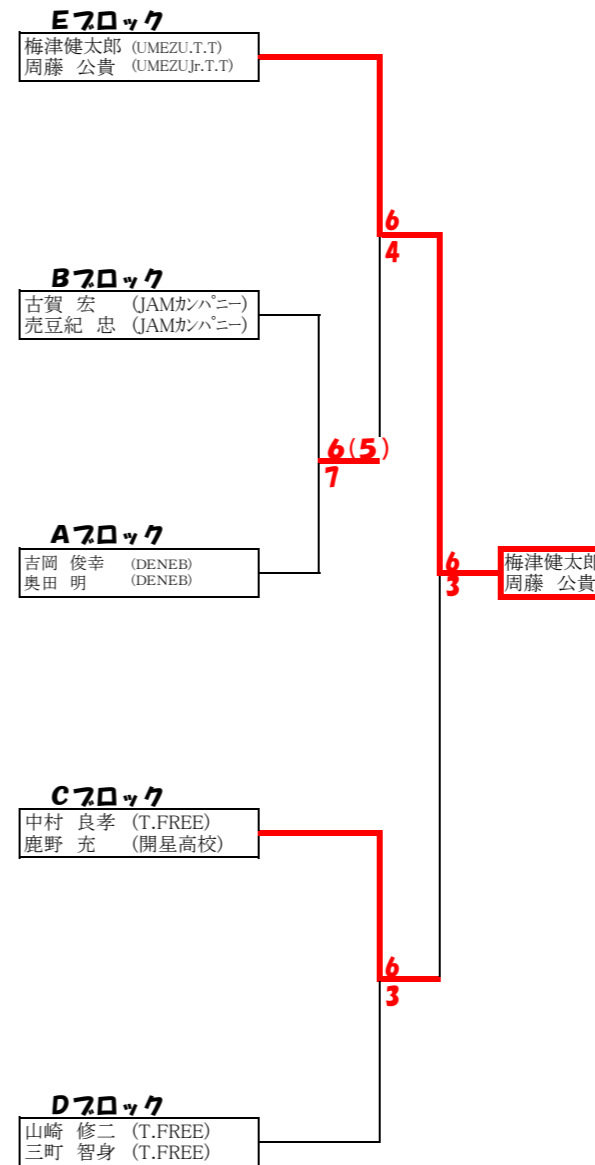 Eブロック
梅津健太郎 (UMEZU.T.T)
周藤 公貴 (UMEZUJr.T.T)
6
4
Bブロック
古賀 宏 (JAMカンパニー)
売豆紀 忠 (JAMカンパニー)
6(5)
7
Aブロック
吉岡 俊幸 (DENEB)
奥田 明 (DENEB)
6
3
梅津健太郎
周藤 公貴
Cブロック
中村 良孝 (T.FREE)
鹿野 充 (開星高校)
6
3
Dブロック
山崎 修二 (T.FREE)
三町 智身 (T.FREE)